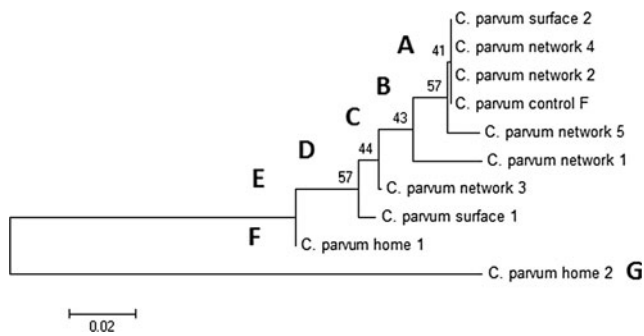 C. parvum surface 2
A
41
C. parvum network 4
C. parvum network 2
B
57
C. parvum control F
C
43
C. parvum network 5
D
44
C. parvum network 1
E
57
C. parvum network 3
C. parvum surface 1
F
C. parvum home 1
C. parvum home 2 G
0.02